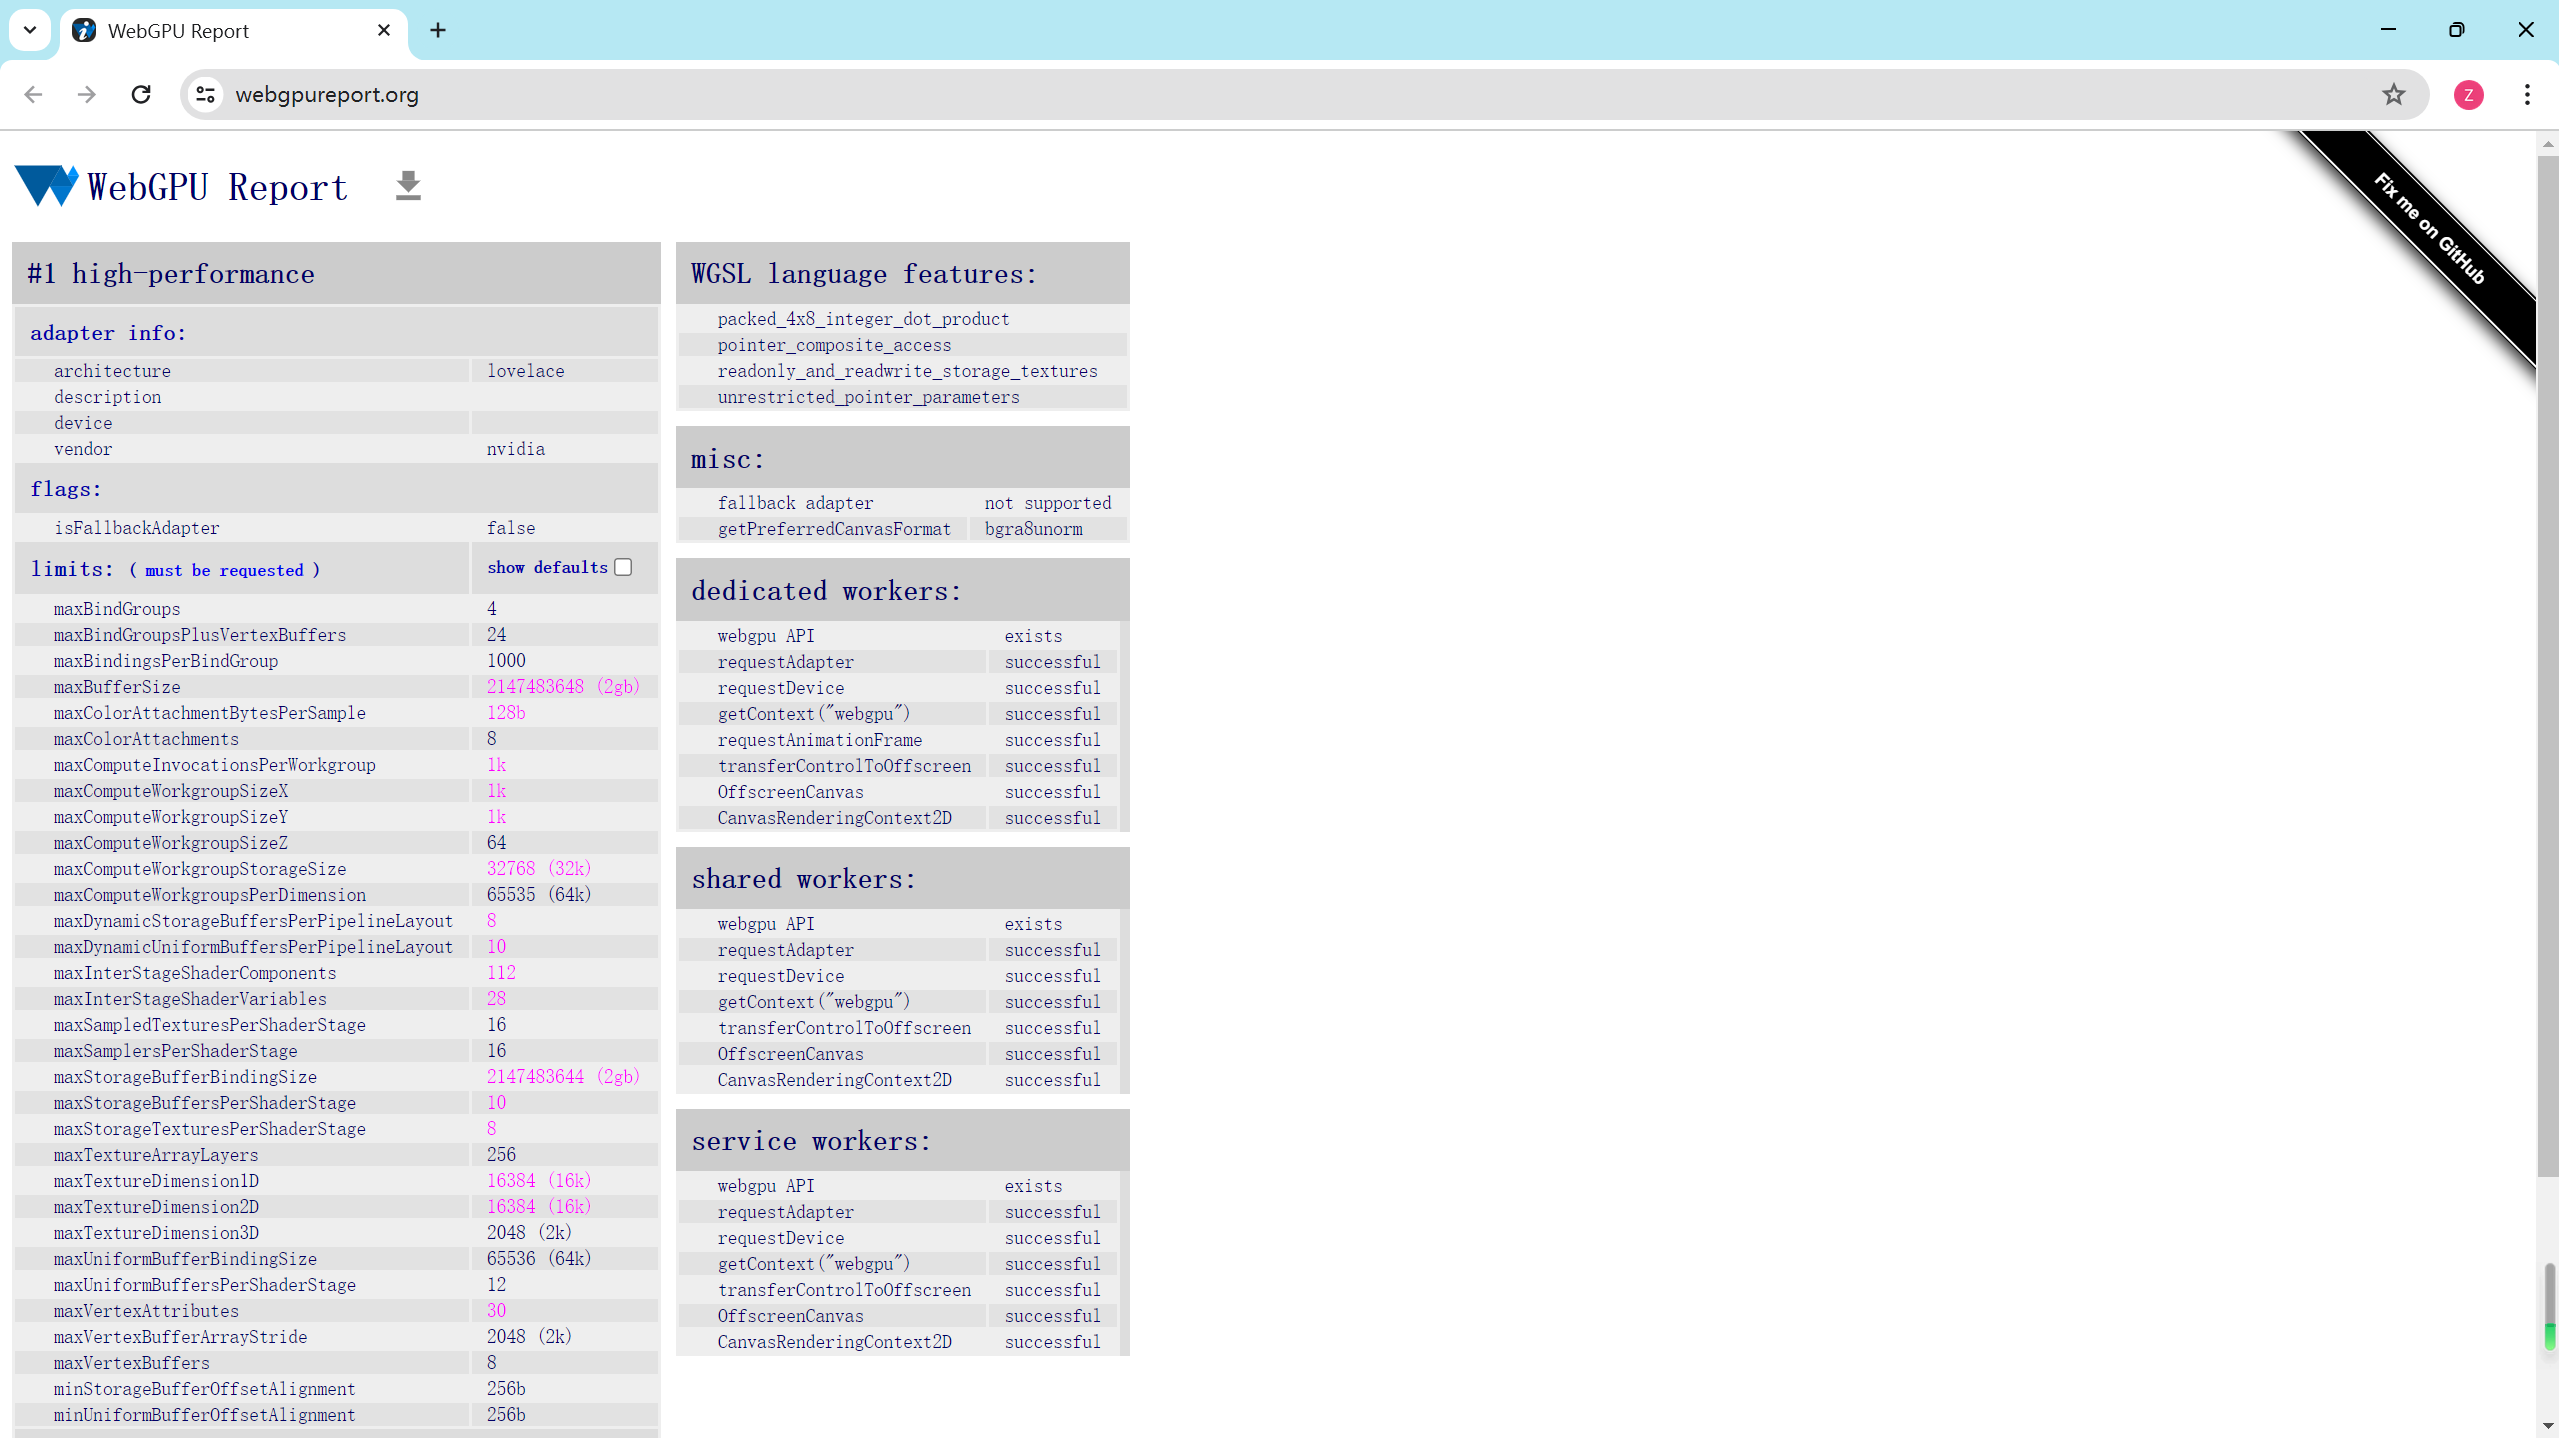 WebGPU Report
webgpureport.org
Z
WebGPU Report
Fix me on GitHub
#1 high-performance
adapter info:
architecture lovelace
description
device
vendor nvidia
flags:
isFallbackAdapter false
limits: ( must be requested ) show defaults
maxBindGroups 4
maxBindGroupsPlusVertexBuffers 24
maxBindingsPerBindGroup 1000
maxBufferSize 2147483648 (2gb)
maxColorAttachmentBytesPerSample 128b
maxColorAttachments 8
maxComputeInvocationsPerWorkgroup 1k
maxComputeWorkgroupSizeX 1k
maxComputeWorkgroupSizeY 1k
maxComputeWorkgroupSizeZ 64
maxComputeWorkgroupStorageSize 32768 (32k)
maxComputeWorkgroupsPerDimension 65535 (64k)
maxDynamicStorageBuffersPerPipelineLayout 8
maxDynamicUniformBuffersPerPipelineLayout 10
maxInterStageShaderComponents 112
maxInterStageShaderVariables 28
maxSampledTexturesPerShaderStage 16
maxSamplersPerShaderStage 16
maxStorageBufferBindingSize 2147483644 (2gb)
maxStorageBuffersPerShaderStage 10
maxStorageTexturesPerShaderStage 8
maxTextureArrayLayers 256
maxTextureDimension1D 16384 (16k)
maxTextureDimension2D 16384 (16k)
maxTextureDimension3D 2048 (2k)
maxUniformBufferBindingSize 65536 (64k)
maxUniformBuffersPerShaderStage 12
maxVertexAttributes 30
maxVertexBufferArrayStride 2048 (2k)
maxVertexBuffers 8
minStorageBufferOffsetAlignment 256b
minUniformBufferOffsetAlignment 256b
WGSL language features:
packed_4x8_integer_dot_product
pointer_composite_access
readonly_and_readwrite_storage_textures
unrestricted_pointer_parameters
misc:
fallback adapter not supported
getPreferredCanvasFormat bgra8unorm
dedicated workers:
webgpu API exists
requestAdapter successful
requestDevice successful
getContext("webgpu") successful
requestAnimationFrame successful
transferControlToOffscreen successful
OffscreenCanvas successful
CanvasRenderingContext2D successful
shared workers:
webgpu API exists
requestAdapter successful
requestDevice successful
getContext("webgpu") successful
transferControlToOffscreen successful
OffscreenCanvas successful
CanvasRenderingContext2D successful
service workers:
webgpu API exists
requestAdapter successful
requestDevice successful
getContext("webgpu") successful
transferControlToOffscreen successful
OffscreenCanvas successful
CanvasRenderingContext2D successful